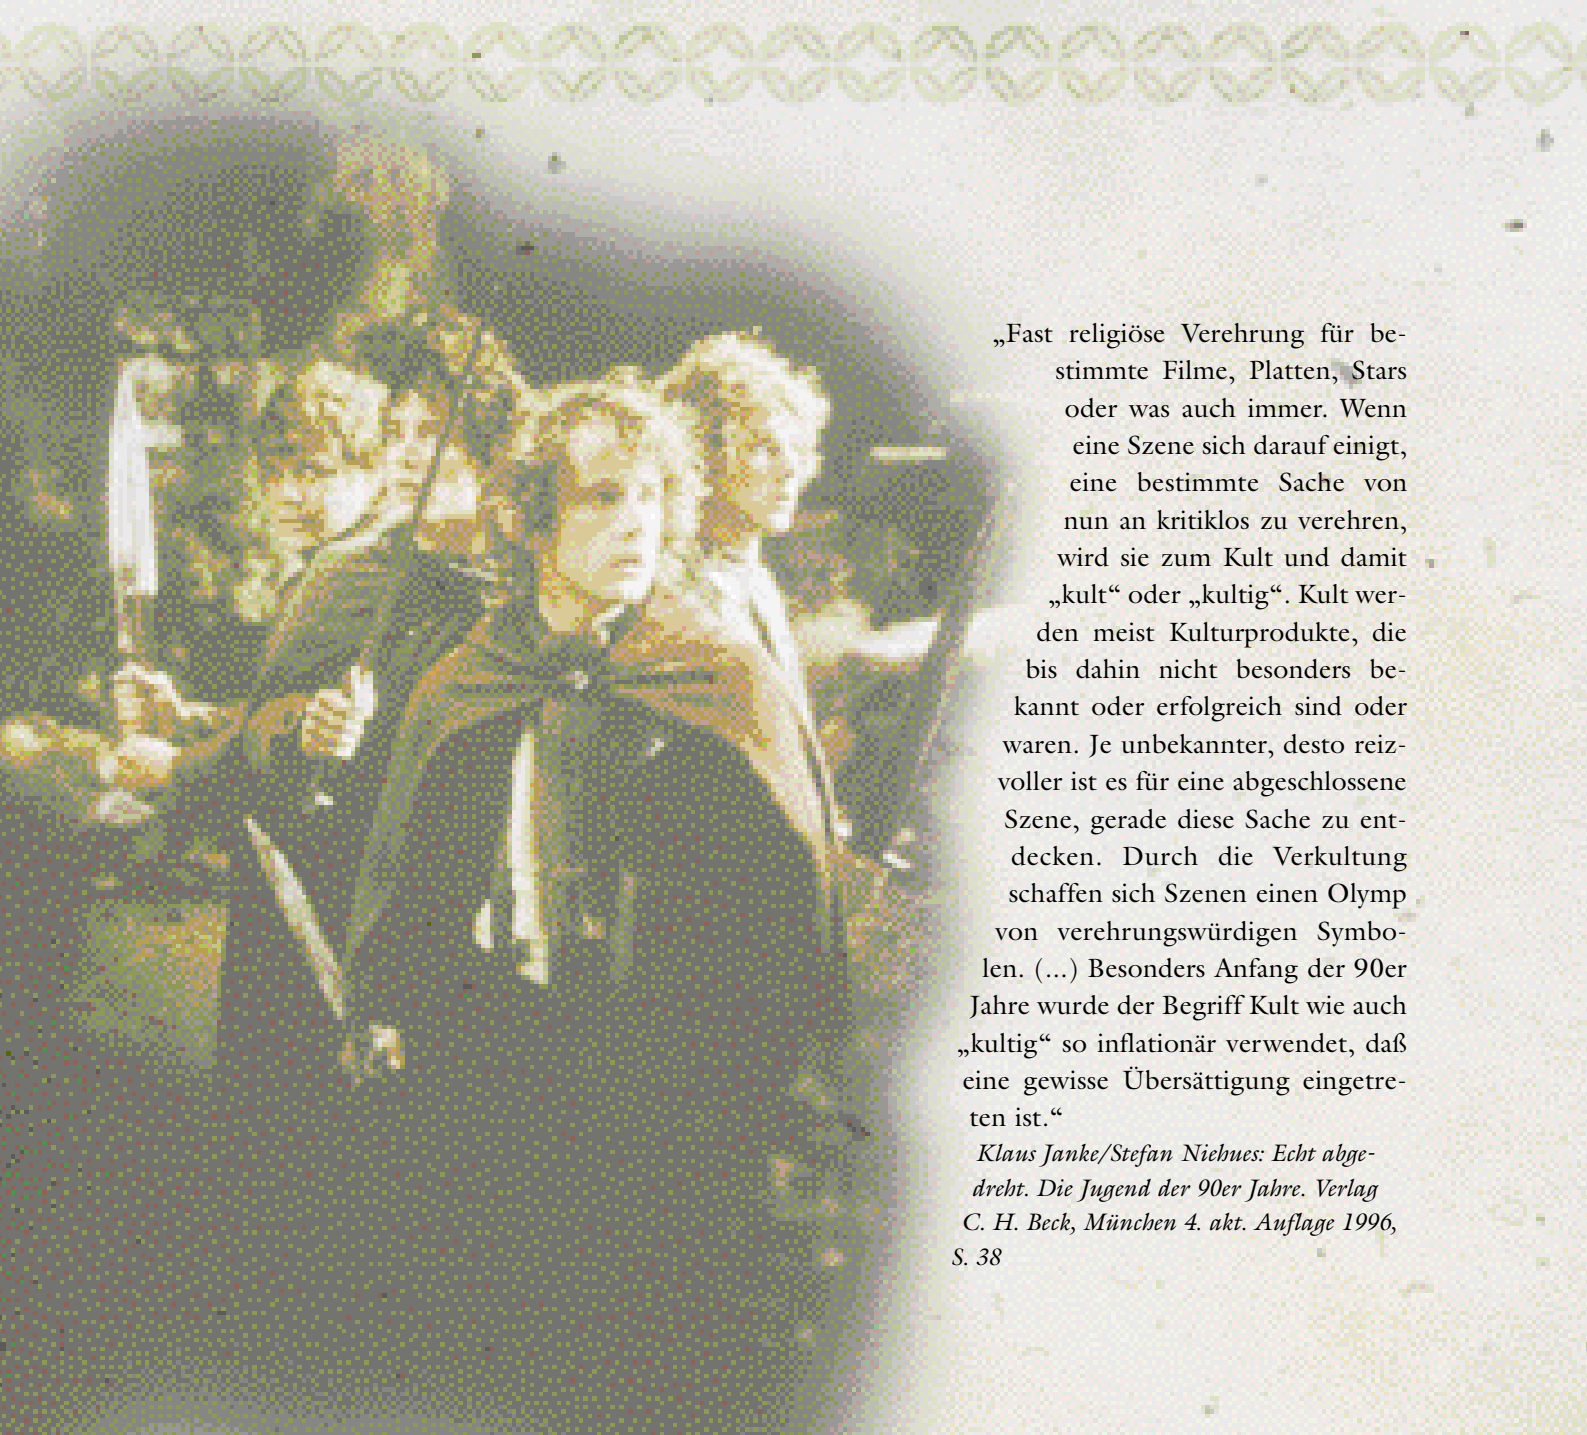 „Fast religiöse Verehrung für be-
stimmte Filme, Platten, Stars
oder was auch immer. Wenn
eine Szene sich darauf einigt,
eine bestimmte Sache von
nun an kritiklos zu verehren,
wird sie zum Kult und damit
„kult“ oder „kultig“. Kult wer-
den meist Kulturprodukte, die
bis dahin nicht besonders be-
kannt oder erfolgreich sind oder
waren. Je unbekannter, desto reiz-
voller ist es für eine abgeschlossene
Szene, gerade diese Sache zu ent-
decken. Durch die Verkultung
schaffen sich Szenen einen Olymp
von verehrungswürdigen Symbo-
len. (...) Besonders Anfang der 90er
Jahre wurde der Begriff Kult wie auch
„kultig“ so inflationär verwendet, daß
eine gewisse Übersättigung eingetre-
ten ist.“
Klaus Janke/Stefan Niehues: Echt abge-
dreht. Die Jugend der 90er Jahre. Verlag
C. H. Beck, München 4. akt. Auflage 1996,
S. 38